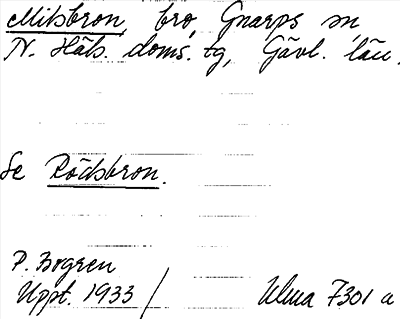 Mitsbron, bro, Gnarps sn
N. Häls. doms. tg, Gävl. län.
Se Rödsbron.
P. Bogren
Uppt. 1933 / Ulma 7301 a